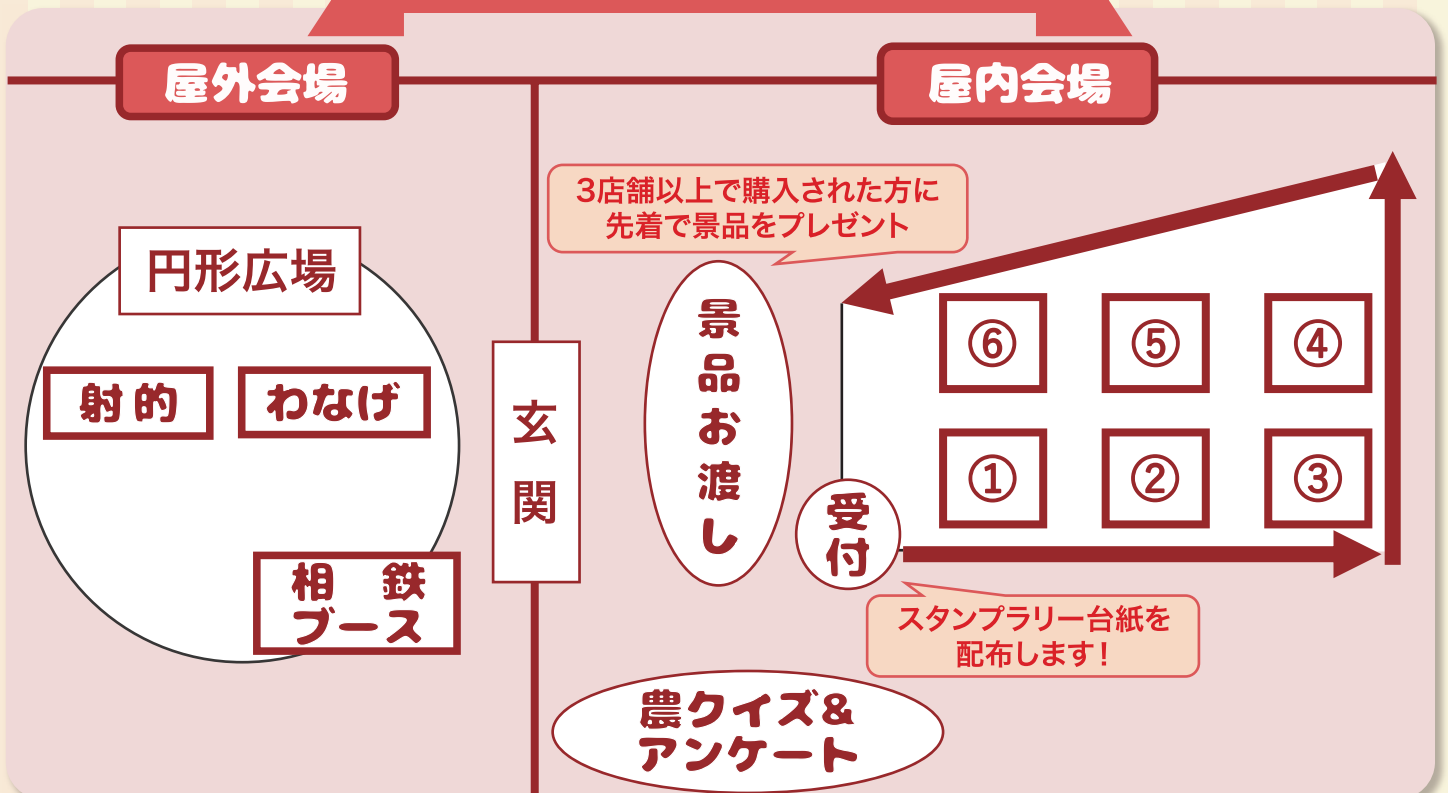 屋外会場
円形広場
射的
わなげ
相鉄
ブース
玄関
屋内会場
3店舗以上で購入された方に
先着で景品をプレゼント
景品お渡し
⑥
⑤
④
①
②
③
受付
スタンプラリー台紙を
配布します!
農クイズ&
アンケート